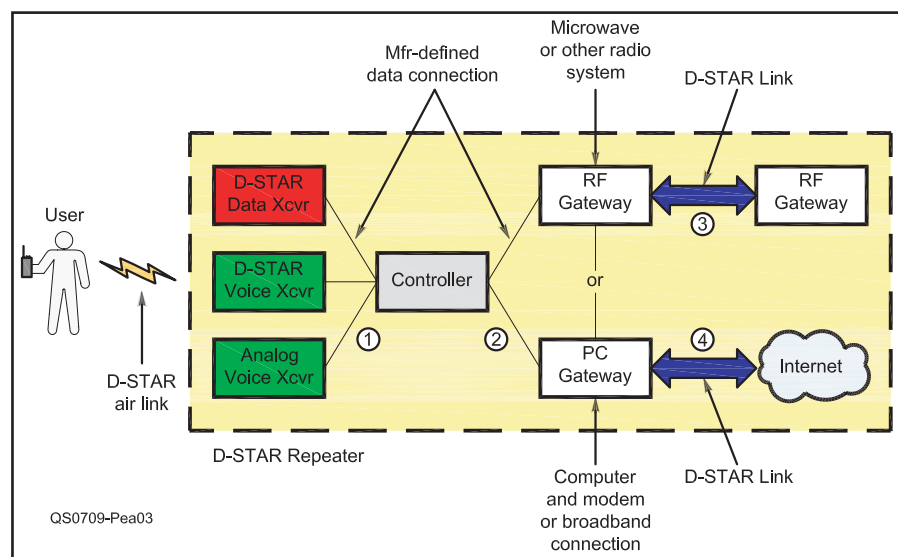 Microwave
or other radio
system
Mfr-defined
data connection
D-STAR Link
D-STAR
Data Xcvr
RF
Gateway
RF
Gateway
3
User
D-STAR
Voice Xcvr
Controller
or
1
2
4
Analog
Voice Xcvr
PC
Gateway
Internet
D-STAR
air link
D-STAR Repeater
Computer
and modem
or broadband
connection
D-STAR Link
QS0709-Pea03